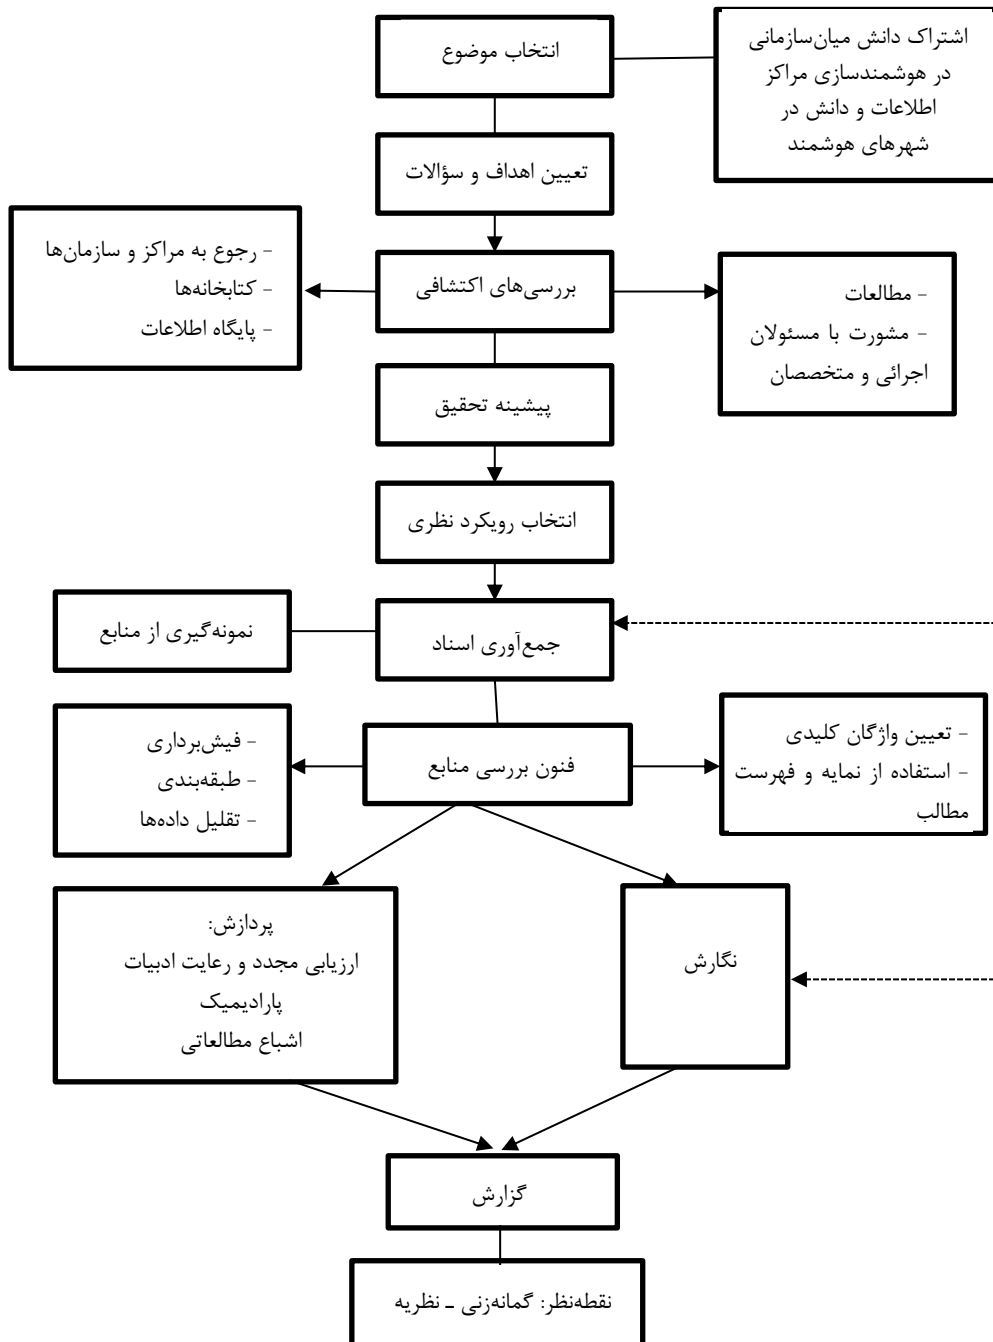 انتخاب موضوع
اشتراک دانش میان‌سازمانی
در هوشمندسازی مراکز
اطلاعات و دانش در
شهرهای هوشمند
تعیین اهداف و سؤالات
- رجوع به مراکز و سازمان‌ها
- کتابخانه‌ها
- پایگاه اطلاعات
بررسی‌های اکتشافی
- مطالعات
- مشورت با مسئولان
اجرائی و متخصصان
پیشینه تحقیق
انتخاب رویکرد نظری
نمونه‌گیری از منابع
جمع‌آوری اسناد
- فیش‌برداری
- طبقه‌بندی
- تقلیل داده‌ها
فنون بررسی منابع
- تعیین واژگان کلیدی
- استفاده از نمایه و فهرست
مطالب
پردازش:
ارزیابی مجدد و رعایت ادبیات
پارادیمیک
اشباع مطالعاتی
نگارش
گزارش
نقطه‌نظر: گمانه‌زنی ـ نظریه